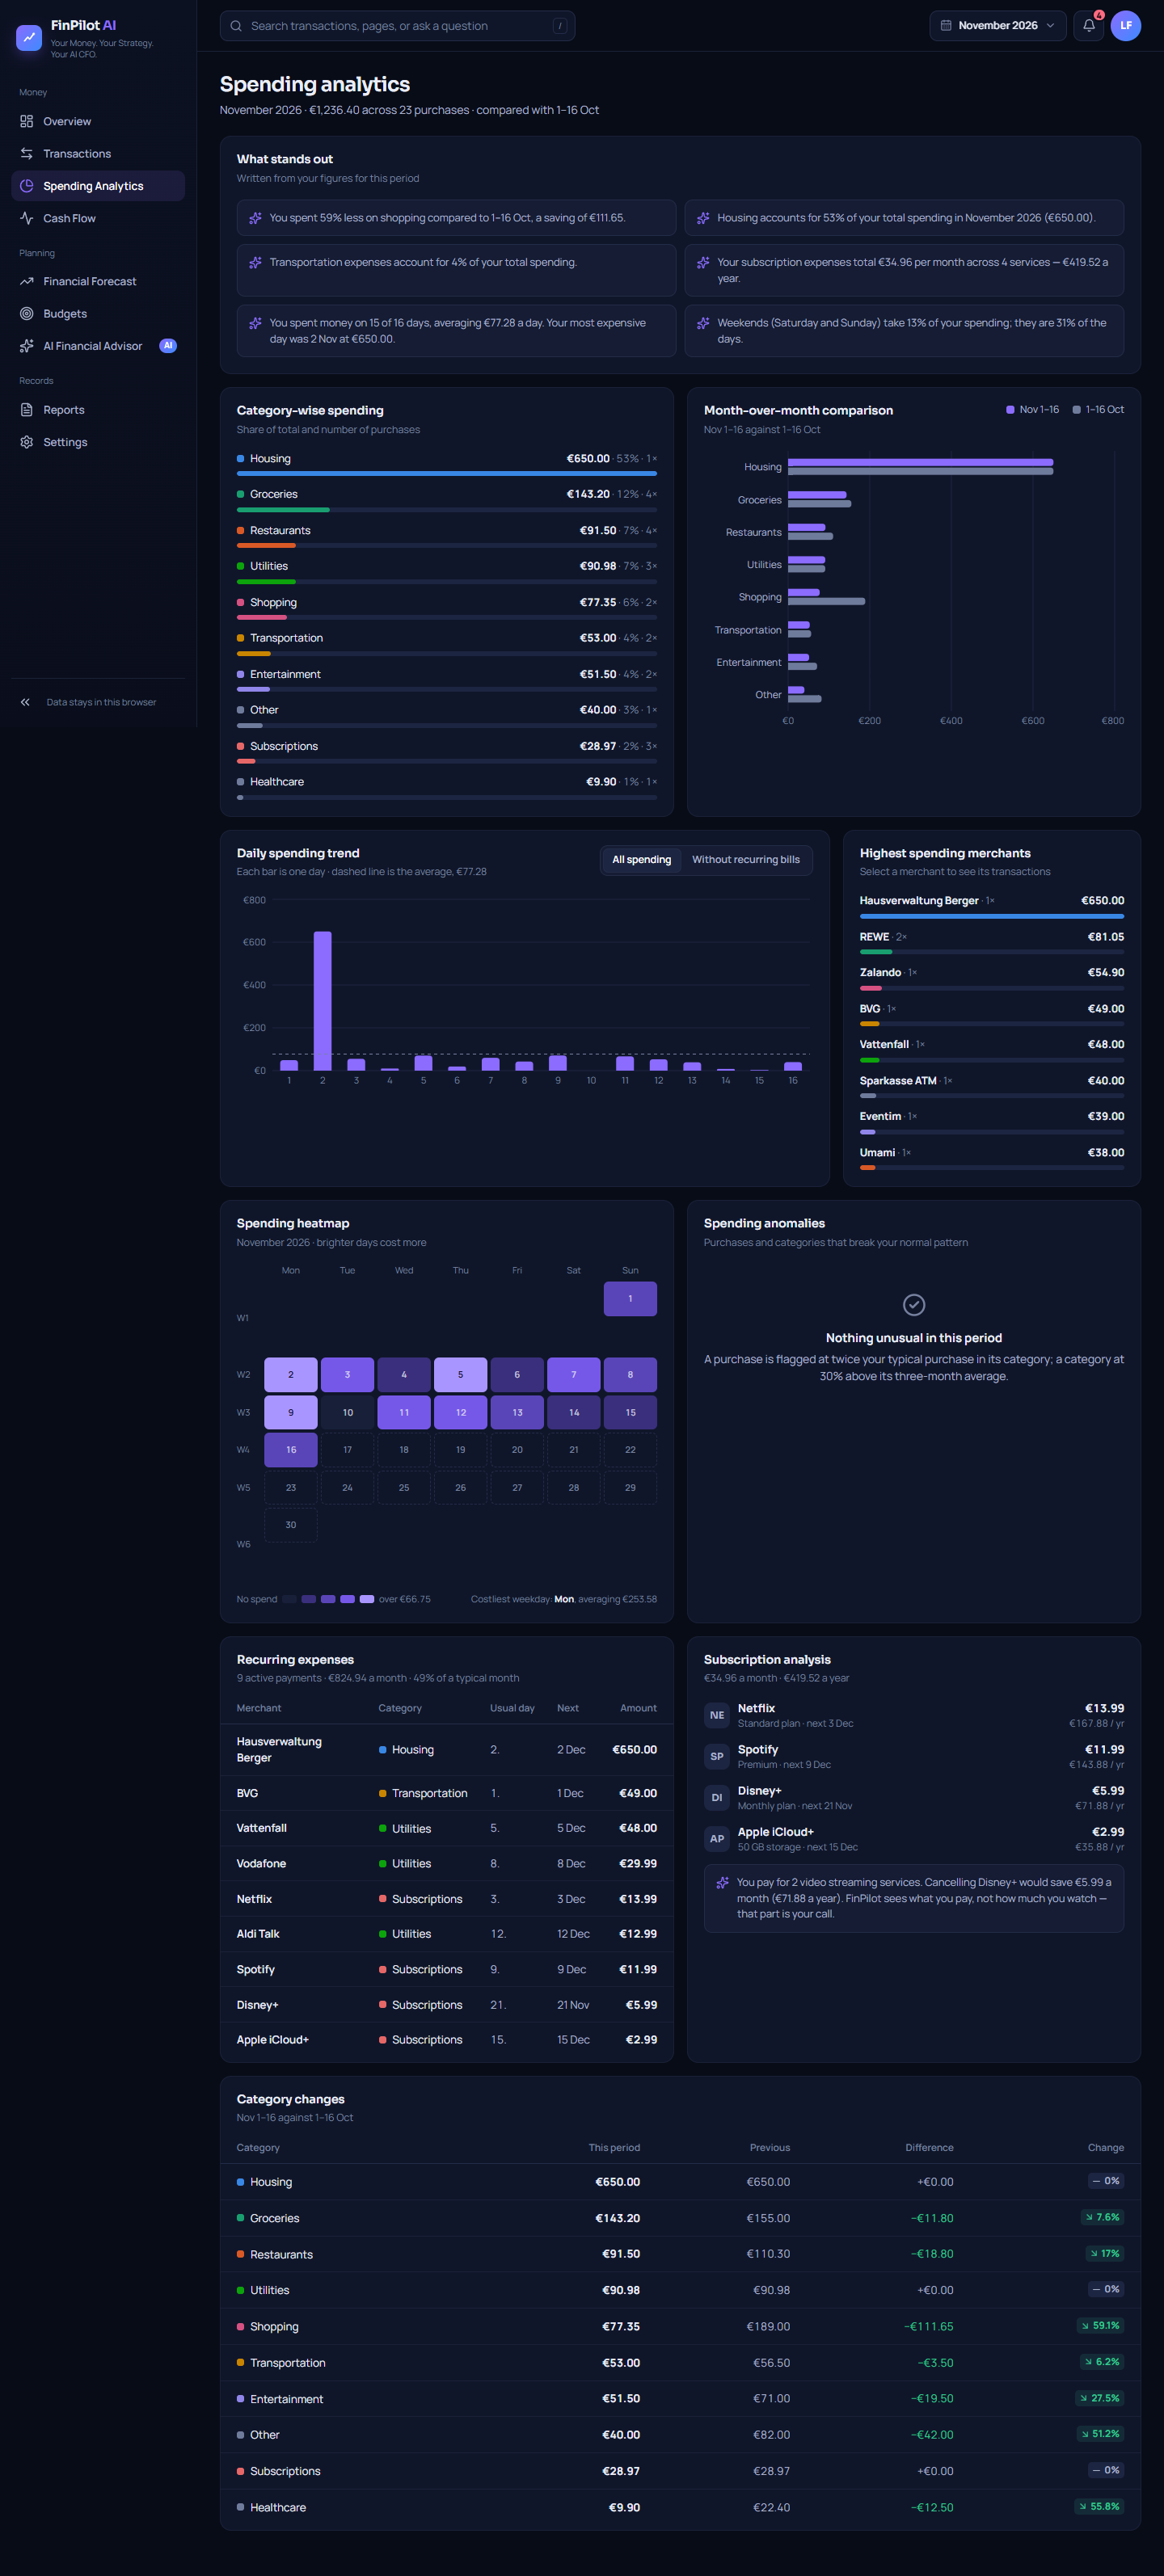 FinPilot AI
Your Money. Your Strategy.
Your AI CFO.
Money
Overview
Transactions
Spending Analytics
Cash Flow
Planning
Financial Forecast
Budgets
AI Financial Advisor AI
Records
Reports
Settings
Data stays in this browser
Search transactions, pages, or ask a question /
November 2026
4
LF
Spending analytics
November 2026 · €1,236.40 across 23 purchases · compared with 1–16 Oct
What stands out
Written from your figures for this period
You spent 59% less on shopping compared to 1–16 Oct, a saving of €111.65.
Housing accounts for 53% of your total spending in November 2026 (€650.00).
Transportation expenses account for 4% of your total spending.
Your subscription expenses total €34.96 per month across 4 services — €419.52 a
year.
You spent money on 15 of 16 days, averaging €77.28 a day. Your most expensive
day was 2 Nov at €650.00.
Weekends (Saturday and Sunday) take 13% of your spending; they are 31% of the
days.
Category-wise spending
Share of total and number of purchases
Housing €650.00 · 53% · 1×
Groceries €143.20 · 12% · 4×
Restaurants €91.50 · 7% · 4×
Utilities €90.98 · 7% · 3×
Shopping €77.35 · 6% · 2×
Transportation €53.00 · 4% · 2×
Entertainment €51.50 · 4% · 2×
Other €40.00 · 3% · 1×
Subscriptions €28.97 · 2% · 3×
Healthcare €9.90 · 1% · 1×
Month-over-month comparison
Nov 1–16 against 1–16 Oct
Nov 1–16 1–16 Oct
Housing
Groceries
Restaurants
Utilities
Shopping
Transportation
Entertainment
Other
€0 €200 €400 €600 €800
Daily spending trend
Each bar is one day · dashed line is the average, €77.28
All spending Without recurring bills
€800
€600
€400
€200
€0
1 2 3 4 5 6 7 8 9 10 11 12 13 14 15 16
Highest spending merchants
Select a merchant to see its transactions
Hausverwaltung Berger · 1× €650.00
REWE · 2× €81.05
Zalando · 1× €54.90
BVG · 1× €49.00
Vattenfall · 1× €48.00
Sparkasse ATM · 1× €40.00
Eventim · 1× €39.00
Umami · 1× €38.00
Spending heatmap
November 2026 · brighter days cost more
Mon Tue Wed Thu Fri Sat Sun
W1 1
W2 2 3 4 5 6 7 8
W3 9 10 11 12 13 14 15
W4 16 17 18 19 20 21 22
W5 23 24 25 26 27 28 29
W6 30
No spend over €66.75
Costliest weekday: Mon, averaging €253.58
Spending anomalies
Purchases and categories that break your normal pattern
Nothing unusual in this period
A purchase is flagged at twice your typical purchase in its category; a category at
30% above its three-month average.
Recurring expenses
9 active payments · €824.94 a month · 49% of a typical month
Merchant Category Usual day Next Amount
Hausverwaltung
Berger Housing 2. 2 Dec €650.00
BVG Transportation 1. 1 Dec €49.00
Vattenfall Utilities 5. 5 Dec €48.00
Vodafone Utilities 8. 8 Dec €29.99
Netflix Subscriptions 3. 3 Dec €13.99
Aldi Talk Utilities 12. 12 Dec €12.99
Spotify Subscriptions 9. 9 Dec €11.99
Disney+ Subscriptions 21. 21 Nov €5.99
Apple iCloud+ Subscriptions 15. 15 Dec €2.99
Subscription analysis
€34.96 a month · €419.52 a year
NE Netflix €13.99
Standard plan · next 3 Dec €167.88 / yr
SP Spotify €11.99
Premium · next 9 Dec €143.88 / yr
DI Disney+ €5.99
Monthly plan · next 21 Nov €71.88 / yr
AP Apple iCloud+ €2.99
50 GB storage · next 15 Dec €35.88 / yr
You pay for 2 video streaming services. Cancelling Disney+ would save €5.99 a
month (€71.88 a year). FinPilot sees what you pay, not how much you watch —
that part is your call.
Category changes
Nov 1–16 against 1–16 Oct
Category This period Previous Difference Change
Housing €650.00 €650.00 +€0.00 — 0%
Groceries €143.20 €155.00 −€11.80 ↘ 7.6%
Restaurants €91.50 €110.30 −€18.80 ↘ 17%
Utilities €90.98 €90.98 +€0.00 — 0%
Shopping €77.35 €189.00 −€111.65 ↘ 59.1%
Transportation €53.00 €56.50 −€3.50 ↘ 6.2%
Entertainment €51.50 €71.00 −€19.50 ↘ 27.5%
Other €40.00 €82.00 −€42.00 ↘ 51.2%
Subscriptions €28.97 €28.97 +€0.00 — 0%
Healthcare €9.90 €22.40 −€12.50 ↘ 55.8%